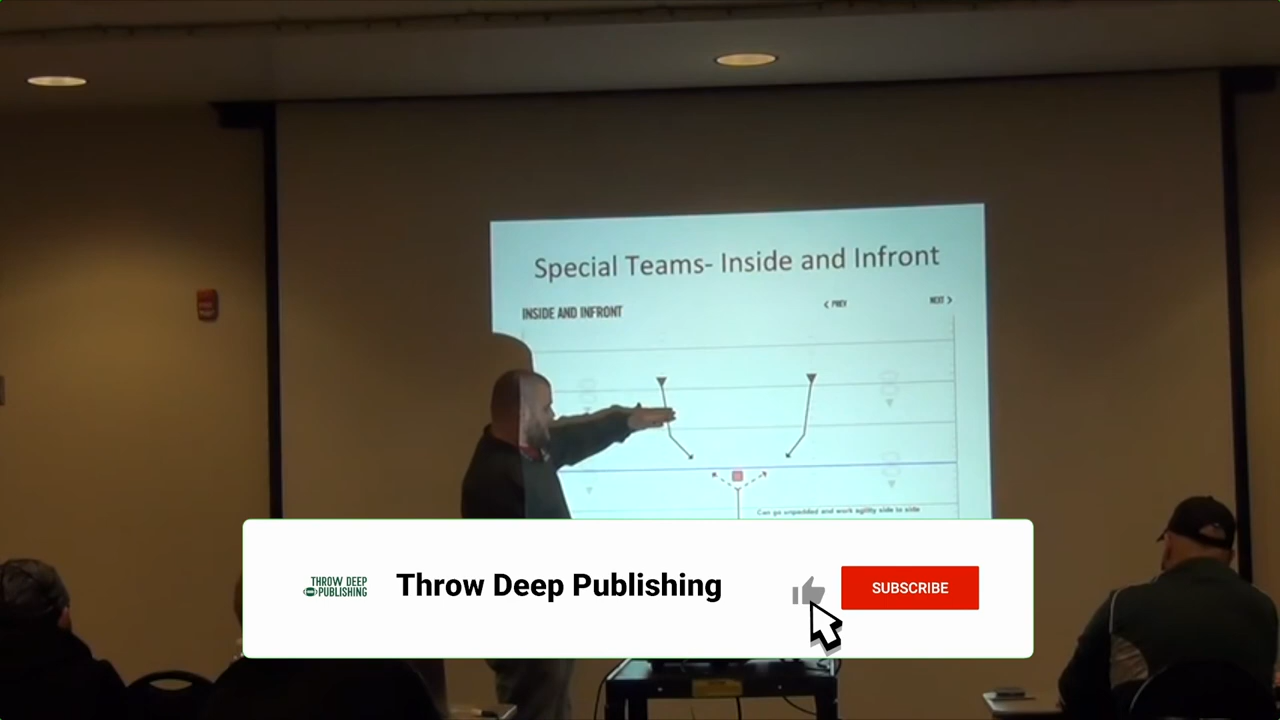 Special Teams- Inside and Infront
INSIDE AND INFRONT
< PREV
NEXT >
Can go unpadded and work agility side to side
THROW DEEP
PUBLISHING
Throw Deep Publishing
SUBSCRIBE